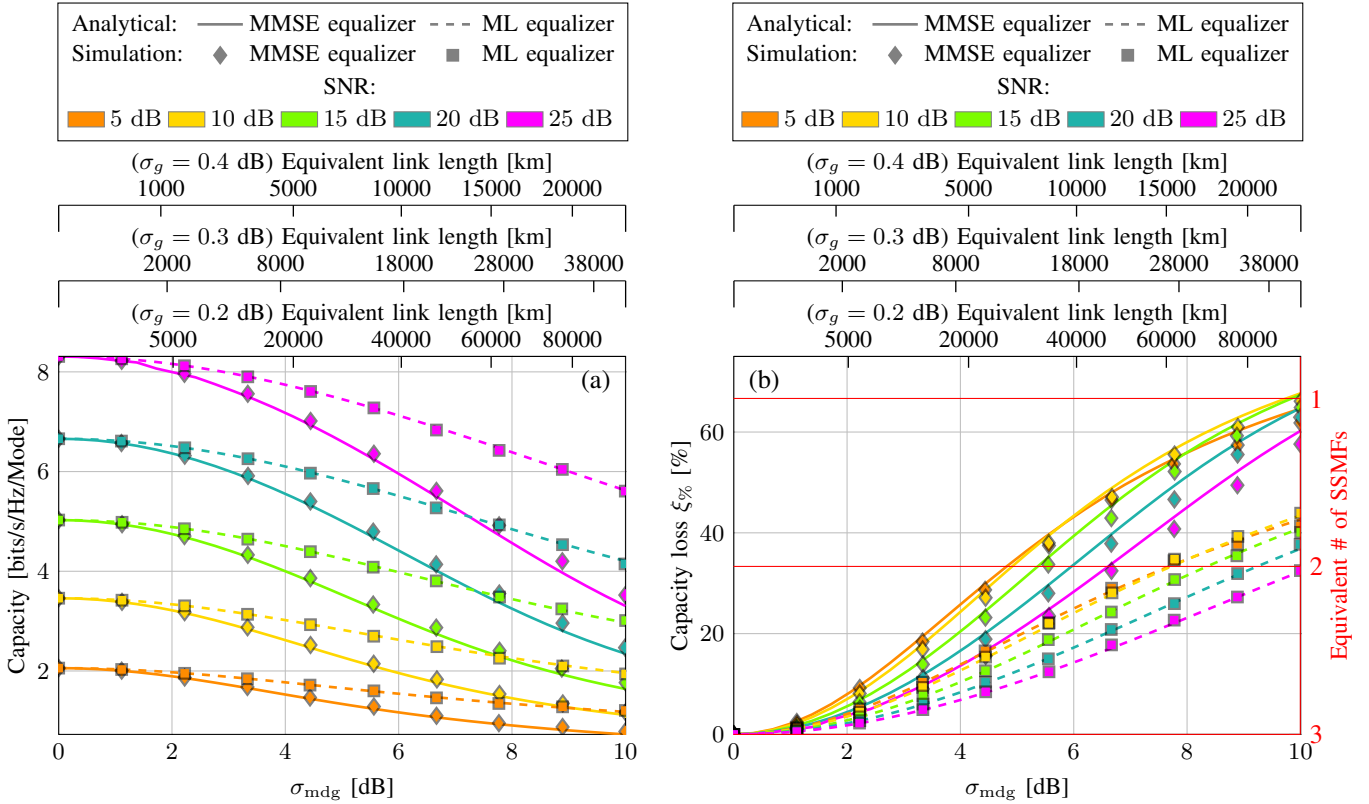 Analytical: MMSE equalizer ML equalizer
Simulation: MMSE equalizer ML equalizer
SNR:
5 dB 10 dB 15 dB 20 dB 25 dB
(σg = 0.4 dB) Equivalent link length [km]
1000 5000 10000 15000 20000
(σg = 0.3 dB) Equivalent link length [km]
2000 8000 18000 28000 38000
(σg = 0.2 dB) Equivalent link length [km]
5000 20000 40000 60000 80000
(a)
Capacity [bits/s/Hz/Mode]
8
6
4
2
0 2 4 6 8 10
σmdg [dB]
Analytical: MMSE equalizer ML equalizer
Simulation: MMSE equalizer ML equalizer
SNR:
5 dB 10 dB 15 dB 20 dB 25 dB
(σg = 0.4 dB) Equivalent link length [km]
1000 5000 10000 15000 20000
(σg = 0.3 dB) Equivalent link length [km]
2000 8000 18000 28000 38000
(σg = 0.2 dB) Equivalent link length [km]
5000 20000 40000 60000 80000
(b)
Capacity loss ξ% [%]
60
40
20
0
0 2 4 6 8 10
σmdg [dB]
1
2
3
Equivalent # of SSMFs